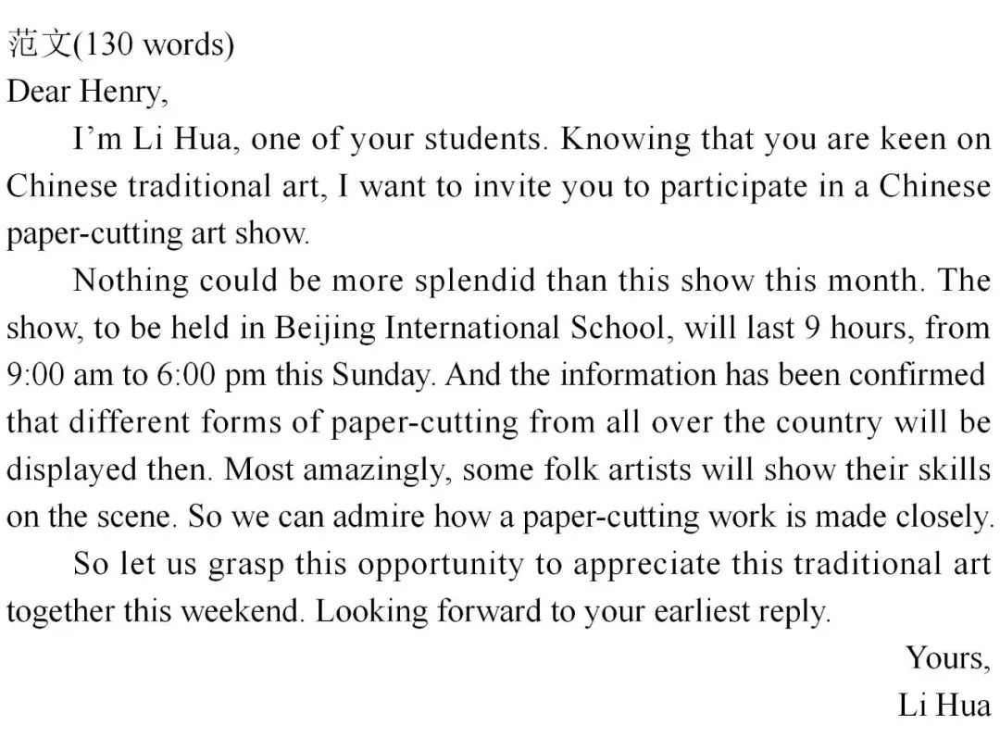 范文(130 words)
Dear Henry,
I’m Li Hua, one of your students. Knowing that you are keen on
Chinese traditional art, I want to invite you to participate in a Chinese
paper-cutting art show.
Nothing could be more splendid than this show this month. The
show, to be held in Beijing International School, will last 9 hours, from
9:00 am to 6:00 pm this Sunday. And the information has been confirmed
that different forms of paper-cutting from all over the country will be
displayed then. Most amazingly, some folk artists will show their skills
on the scene. So we can admire how a paper-cutting work is made closely.
So let us grasp this opportunity to appreciate this traditional art
together this weekend. Looking forward to your earliest reply.
Yours,
Li Hua